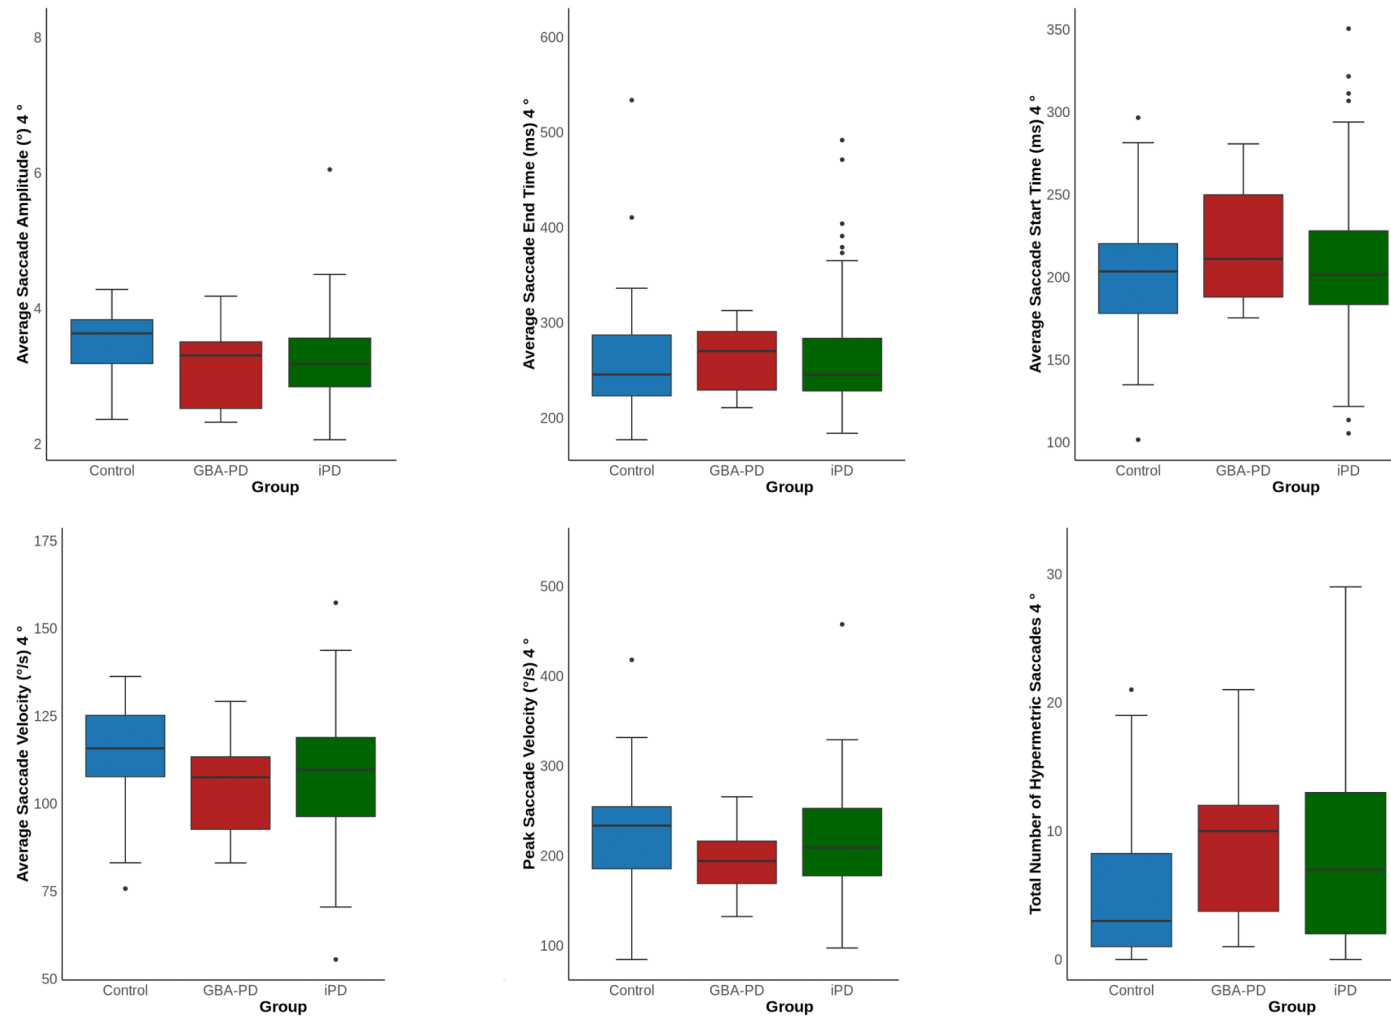 Average Saccade Amplitude (°) 4 °
8
6
4
2
Control GBA-PD iPD
Group
Average Saccade End Time (ms) 4 °
600
500
400
300
200
Control GBA-PD iPD
Group
Average Saccade Start Time (ms) 4 °
350
300
250
200
150
100
Control GBA-PD iPD
Group
Average Saccade Velocity (°/s) 4 °
175
150
125
100
75
50
Control GBA-PD iPD
Group
Peak Saccade Velocity (°/s) 4 °
500
400
300
200
100
Control GBA-PD iPD
Group
Total Number of Hypermetric Saccades 4 °
30
20
10
0
Control GBA-PD iPD
Group